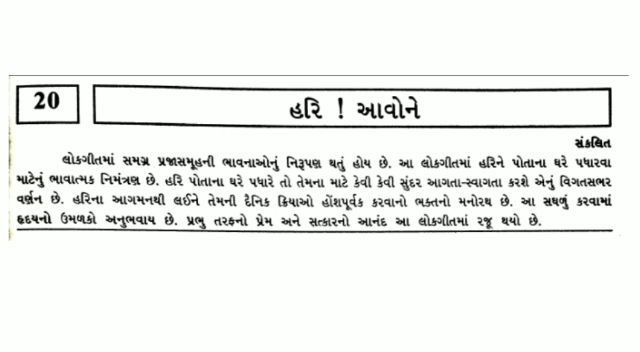 20
હરિ ! આવોને
સંકલિત
લોકગીતમાં સમગ્ર પ્રજાસમૂહની ભાવનાઓનું નિરૂપણ થતું હોય છે. આ લોકગીતમાં હરિને પોતાના ઘરે પધારવા
માટેનું ભાવાત્મક નિમંત્રણ છે. હરિ પોતાના ઘરે પધારે તો તેમના માટે કેવી કેવી સુંદર આગતા-સ્વાગતા કરશે એનું વિગતસભર
વર્ણન છે. હરિના આગમનથી લઈને તેમની દૈનિક ક્રિયાઓ હોંશપૂર્વક કરવાનો ભક્તનો મનોરથ છે. આ સઘળું કરવામાં
હૃદયનો ઉમળકો અનુભવાય છે. પ્રભુ તરફનો પ્રેમ અને સત્કારનો આનંદ આ લોકગીતમાં રજૂ થયો છે.